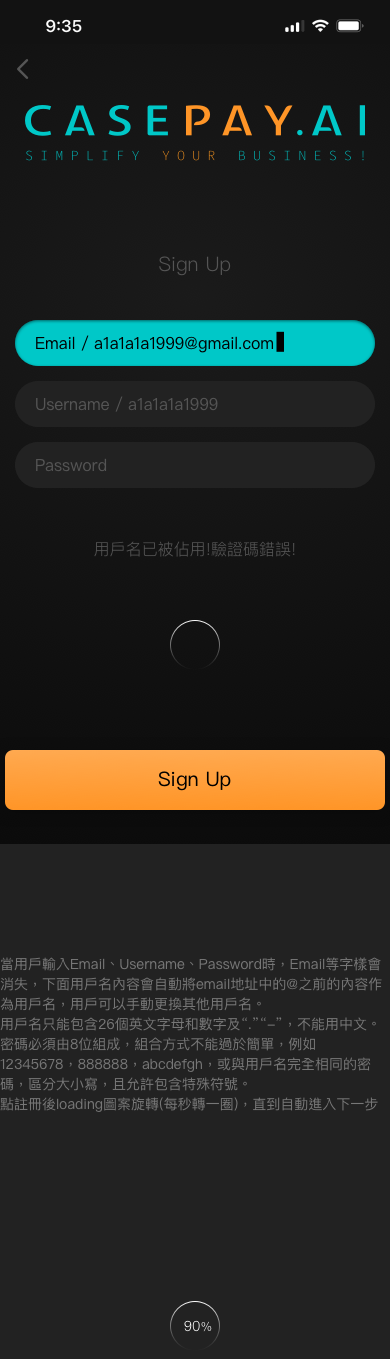 9:35
CASEPAY.AI
SIMPLIFY YOUR BUSINESS!
Sign Up
Email / a1a1a1a1999@gmail.com
Username / a1a1a1a1999
Password
用戶名已被佔用!驗證碼錯誤!
Sign Up
當用戶輸入Email、Username、Password時，Email等字樣會
消失，下面用戶名內容會自動將email地址中的@之前的內容作
為用戶名，用戶可以手動更換其他用戶名。
用戶名只能包含26個英文字母和數字及“.”“–”，不能用中文。
密碼必須由8位組成，組合方式不能過於簡單，例如
12345678，888888，abcdefgh，或與用戶名完全相同的密
碼，區分大小寫，且允許包含特殊符號。
點註冊後loading圖案旋轉(每秒轉一圈)，直到自動進入下一步
90%